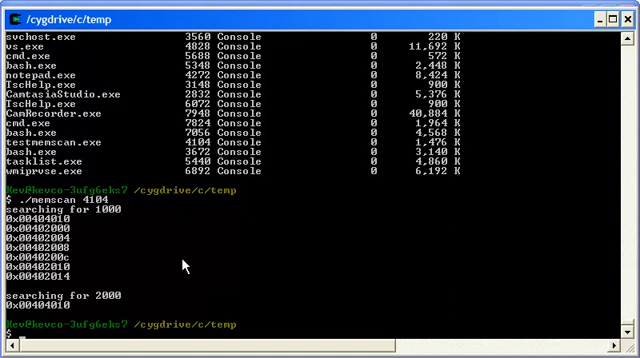 /cygdrive/c/temp
svchost.exe 3560 Console 0 220 K
vs.exe 4828 Console 0 11,692 K
cmd.exe 5688 Console 0 572 K
bash.exe 5348 Console 0 2,448 K
notepad.exe 4272 Console 0 8,424 K
TscHelp.exe 3148 Console 0 900 K
CamtasiaStudio.exe 2832 Console 0 5,376 K
TscHelp.exe 6072 Console 0 900 K
CamRecorder.exe 7948 Console 0 40,884 K
cmd.exe 7824 Console 0 1,964 K
bash.exe 7056 Console 0 4,568 K
testmemscan.exe 4104 Console 0 1,476 K
bash.exe 3672 Console 0 3,140 K
tasklist.exe 5440 Console 0 4,860 K
wmiprvse.exe 6892 Console 0 6,192 K
Kev@kevco-3ufg6eks7 /cygdrive/c/temp
$ ./memscan 4104
searching for 1000
0x00404010
0x00402000
0x00402004
0x00402008
0x0040200c
0x00402010
0x00402014
searching for 2000
0x00404010
Kev@kevco-3ufg6eks7 /cygdrive/c/temp
$